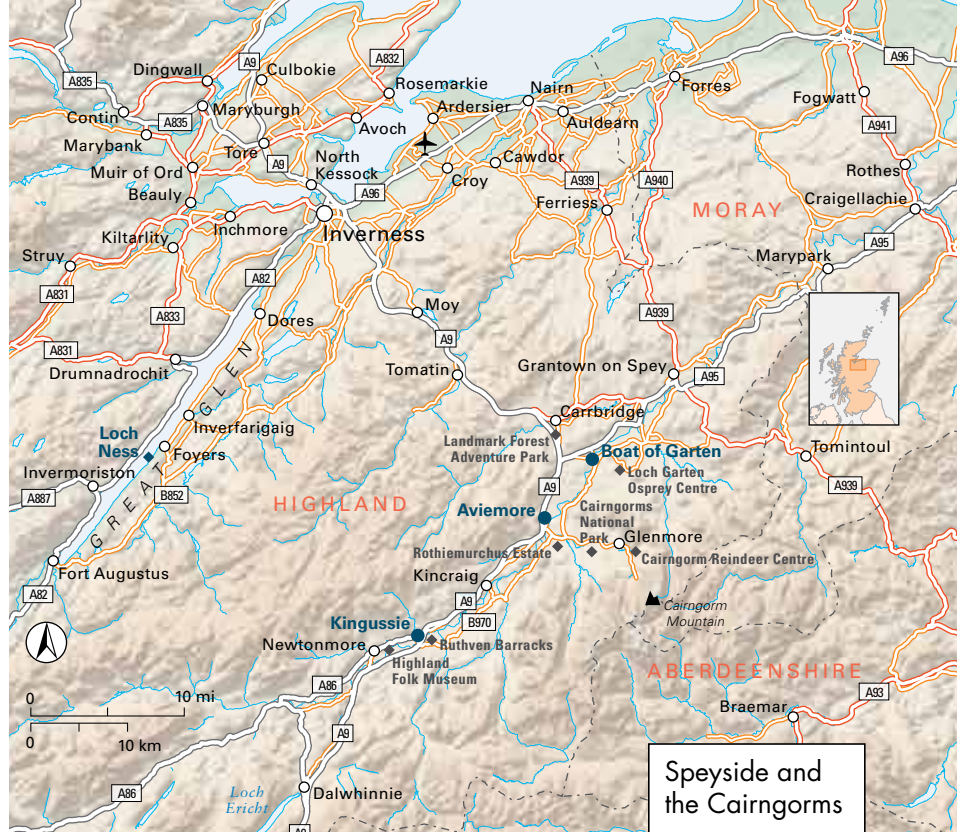 A9
A832
A835
Dingwall
Culbokie
Rosemarkie
Nairn
Forres
A96
Contin
Maryburgh
A835
Ardersier
Auldearn
Fogwatt
Marybank
Avoch
A941
Tore
A9
North
Kessock
Cawdor
Muir of Ord
A96
Croy
A939
A940
Rothes
Beauly
Ferriess
MORAY
Craigellachie
Inchmore
Inverness
Kiltarlity
A95
Struy
Marypark
A82
A831
A833
Moy
A939
Dores
A9
A831
Drumnadrochit
Tomatin
Grantown on Spey
A95
GREAT GLEN
Inverfarigaig
Carrbridge
Loch
Ness
Landmark Forest
Adventure Park
Foyers
Boat of Garten
Tomintoul
Invermoriston
Loch Garten
Osprey Centre
A887
B852
A9
A939
HIGHLAND
Aviemore
Cairngorms
National
Park
Glenmore
Rothiemurchus Estate
Cairngorm Reindeer Centre
Fort Augustus
Kincraig
A82
A9
Cairngorm
Mountain
B970
Kingussie
Newtonmore
Ruthven Barracks
Highland
Folk Museum
ABERDEENSHIRE
A86
A93
0
10 mi
0
10 km
Braemar
A9
Speyside and
the Cairngorms
A86
Loch
Ericht
Dalwhinnie
A9